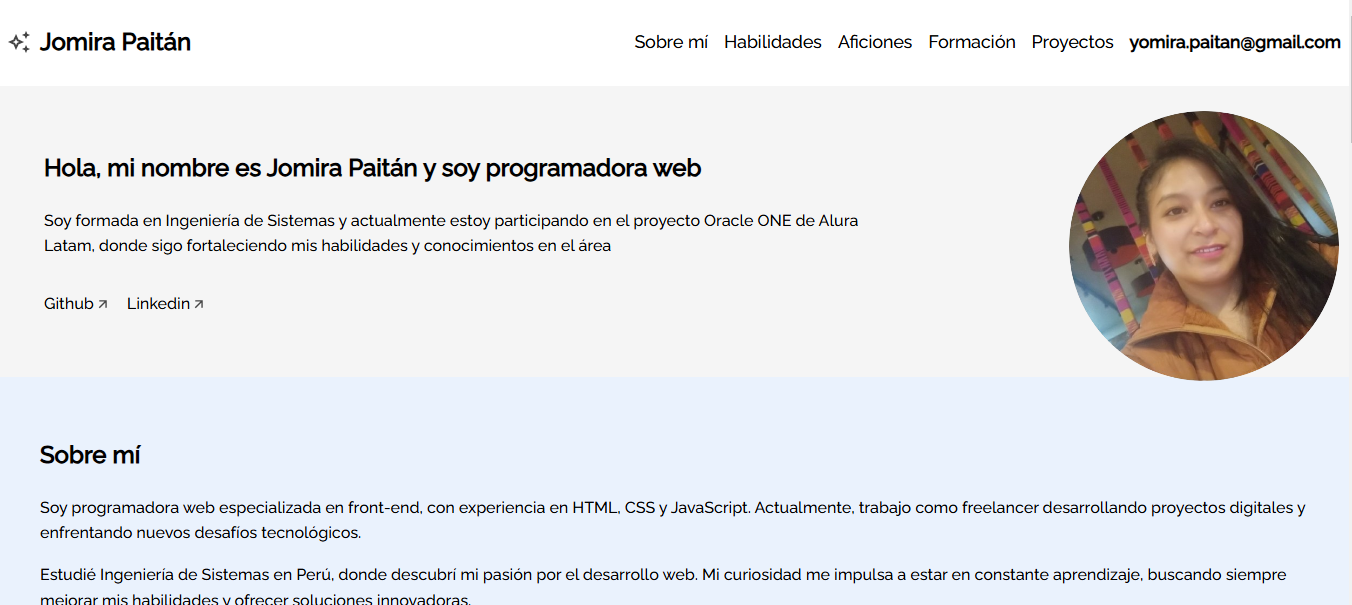 Jomira Paitán
Sobre mí Habilidades Aficiones Formación Proyectos yomira.paitan@gmail.com
Hola, mi nombre es Jomira Paitán y soy programadora web
Soy formada en Ingeniería de Sistemas y actualmente estoy participando en el proyecto Oracle ONE de Alura
Latam, donde sigo fortaleciendo mis habilidades y conocimientos en el área
Github Linkedin
Sobre mí
Soy programadora web especializada en front-end, con experiencia en HTML, CSS y JavaScript. Actualmente, trabajo como freelancer desarrollando proyectos digitales y
enfrentando nuevos desafíos tecnológicos.
Estudié Ingeniería de Sistemas en Perú, donde descubrí mi pasión por el desarrollo web. Mi curiosidad me impulsa a estar en constante aprendizaje, buscando siempre
mejorar mis habilidades y ofrecer soluciones innovadoras.